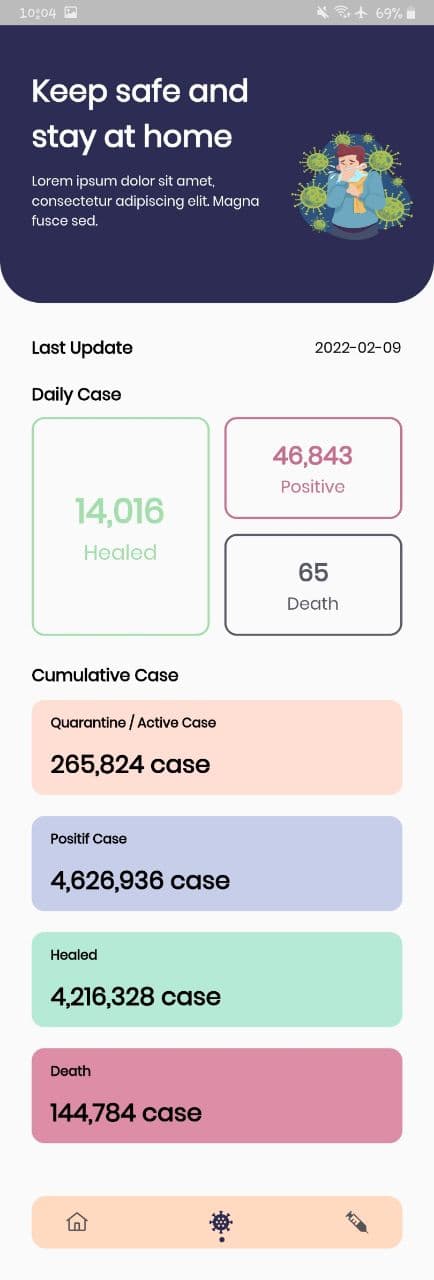 10:04 69%
Keep safe and
stay at home
Lorem ipsum dolor sit amet,
consectetur adipiscing elit. Magna
fusce sed.
Last Update 2022-02-09
Daily Case
14,016
Healed
46,843
Positive
65
Death
Cumulative Case
Quarantine / Active Case
265,824 case
Positif Case
4,626,936 case
Healed
4,216,328 case
Death
144,784 case